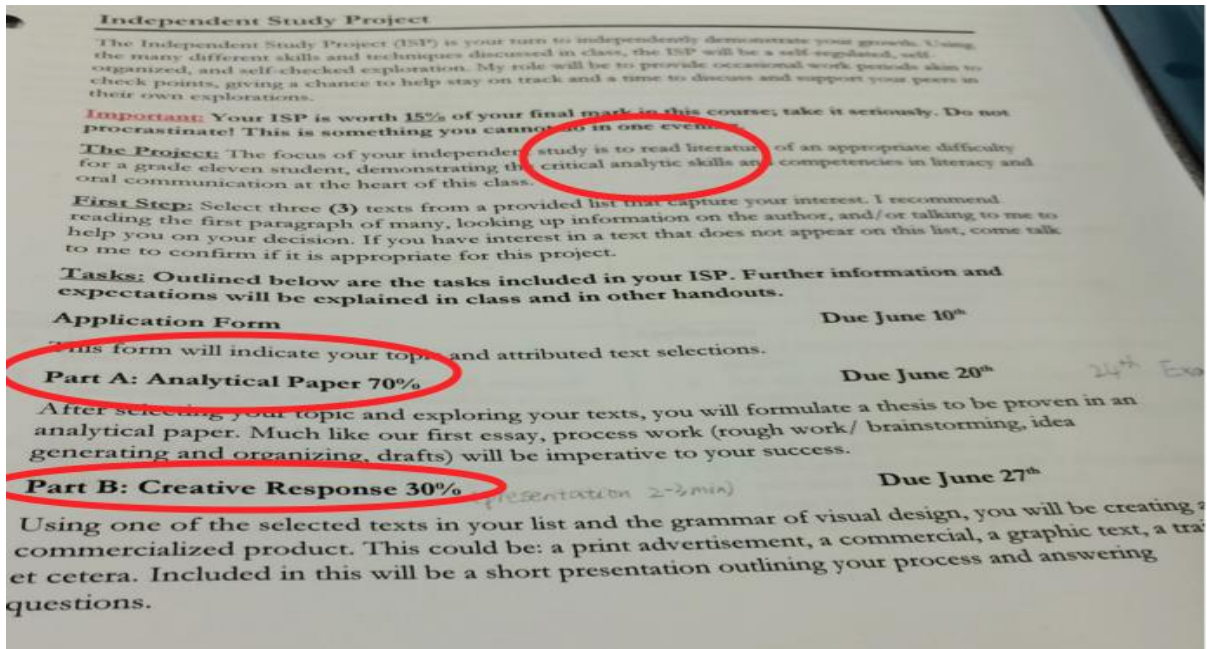 Independent Study Project
The Independent Study Project (ISP) is your turn to independently demonstrate your growth. Using
the many different skills and techniques discussed in class, the ISP will be a self-regulated, self-
organized, and self-checked exploration. My role will be to provide occasional work periods akin to
check points, giving a chance to help stay on track and a time to discuss and support your peers in
their own explorations.
Important: Your ISP is worth 15% of your final mark in this course; take it seriously. Do not
procrastinate! This is something you cannot do in one evening.
The Project: The focus of your independent study is to read literature of an appropriate difficulty
for a grade eleven student, demonstrating the critical analytic skills and competencies in literacy and
oral communication at the heart of this class.
First Step: Select three (3) texts from a provided list that capture your interest. I recommend
reading the first paragraph of many, looking up information on the author, and/or talking to me to
help you on your decision. If you have interest in a text that does not appear on this list, come talk
to me to confirm if it is appropriate for this project.
Tasks: Outlined below are the tasks included in your ISP. Further information and
expectations will be explained in class and in other handouts.
Application Form Due June 10th
This form will indicate your topic and attributed text selections.
Part A: Analytical Paper 70% Due June 20th 24th
After selecting your topic and exploring your texts, you will formulate a thesis to be proven in an
analytical paper. Much like our first essay, process work (rough work/ brainstorming, idea
generating and organizing, drafts) will be imperative to your success.
Part B: Creative Response 30% (presentation 2-3min) Due June 27th
Using one of the selected texts in your list and the grammar of visual design, you will be creating a
commercialized product. This could be: a print advertisement, a commercial, a graphic text, a
et cetera. Included in this will be a short presentation outlining your process and answering
questions.